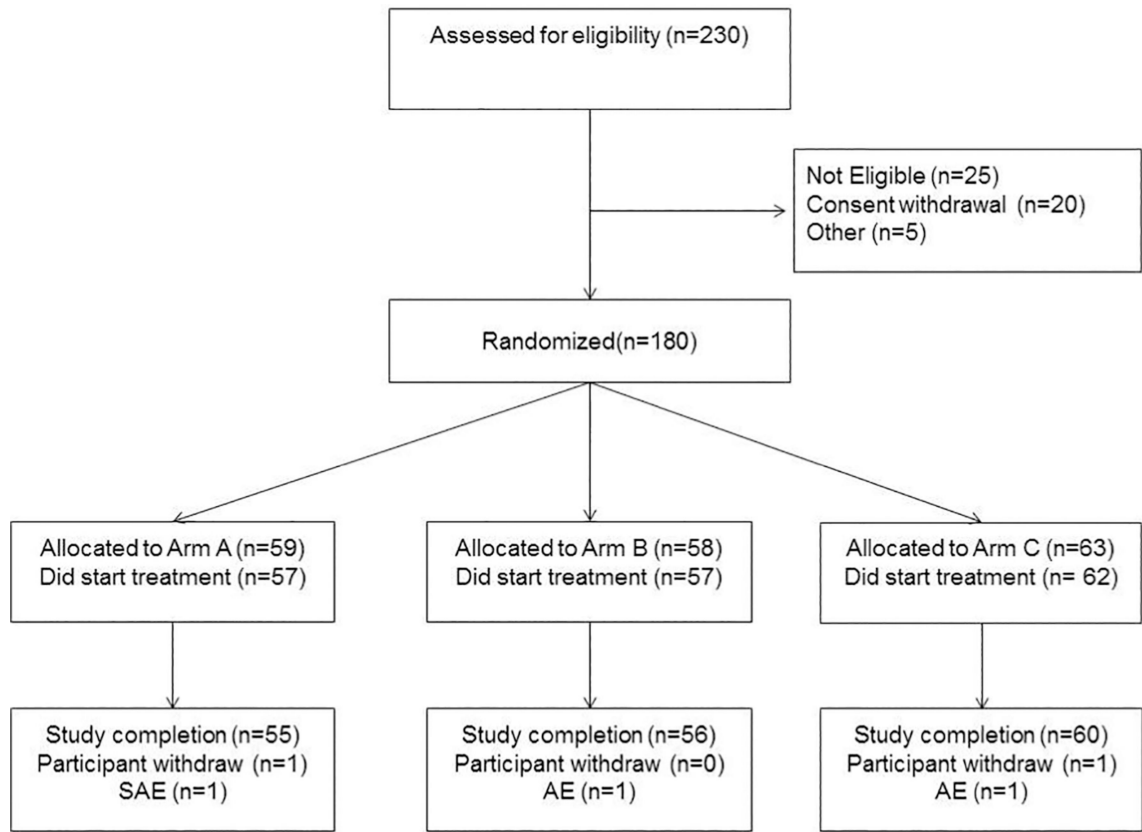 Assessed for eligibility (n=230)
Not Eligible (n=25)
Consent withdrawal (n=20)
Other (n=5)
Randomized(n=180)
Allocated to Arm A (n=59)
Did start treatment (n=57)
Allocated to Arm B (n=58)
Did start treatment (n=57)
Allocated to Arm C (n=63)
Did start treatment (n= 62)
Study completion (n=55)
Participant withdraw (n=1)
SAE (n=1)
Study completion (n=56)
Participant withdraw (n=0)
AE (n=1)
Study completion (n=60)
Participant withdraw (n=1)
AE (n=1)